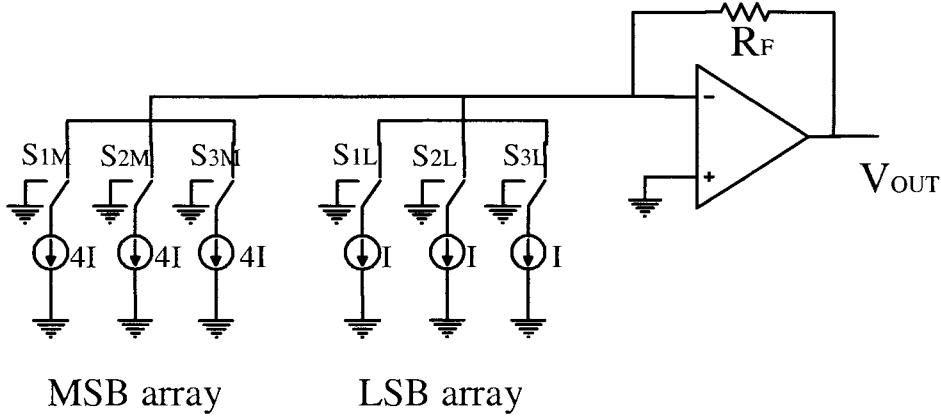 RF
S1M S2M S3M S1L S2L S3L
−
+
VOUT
4I 4I 4I I I I
MSB array LSB array